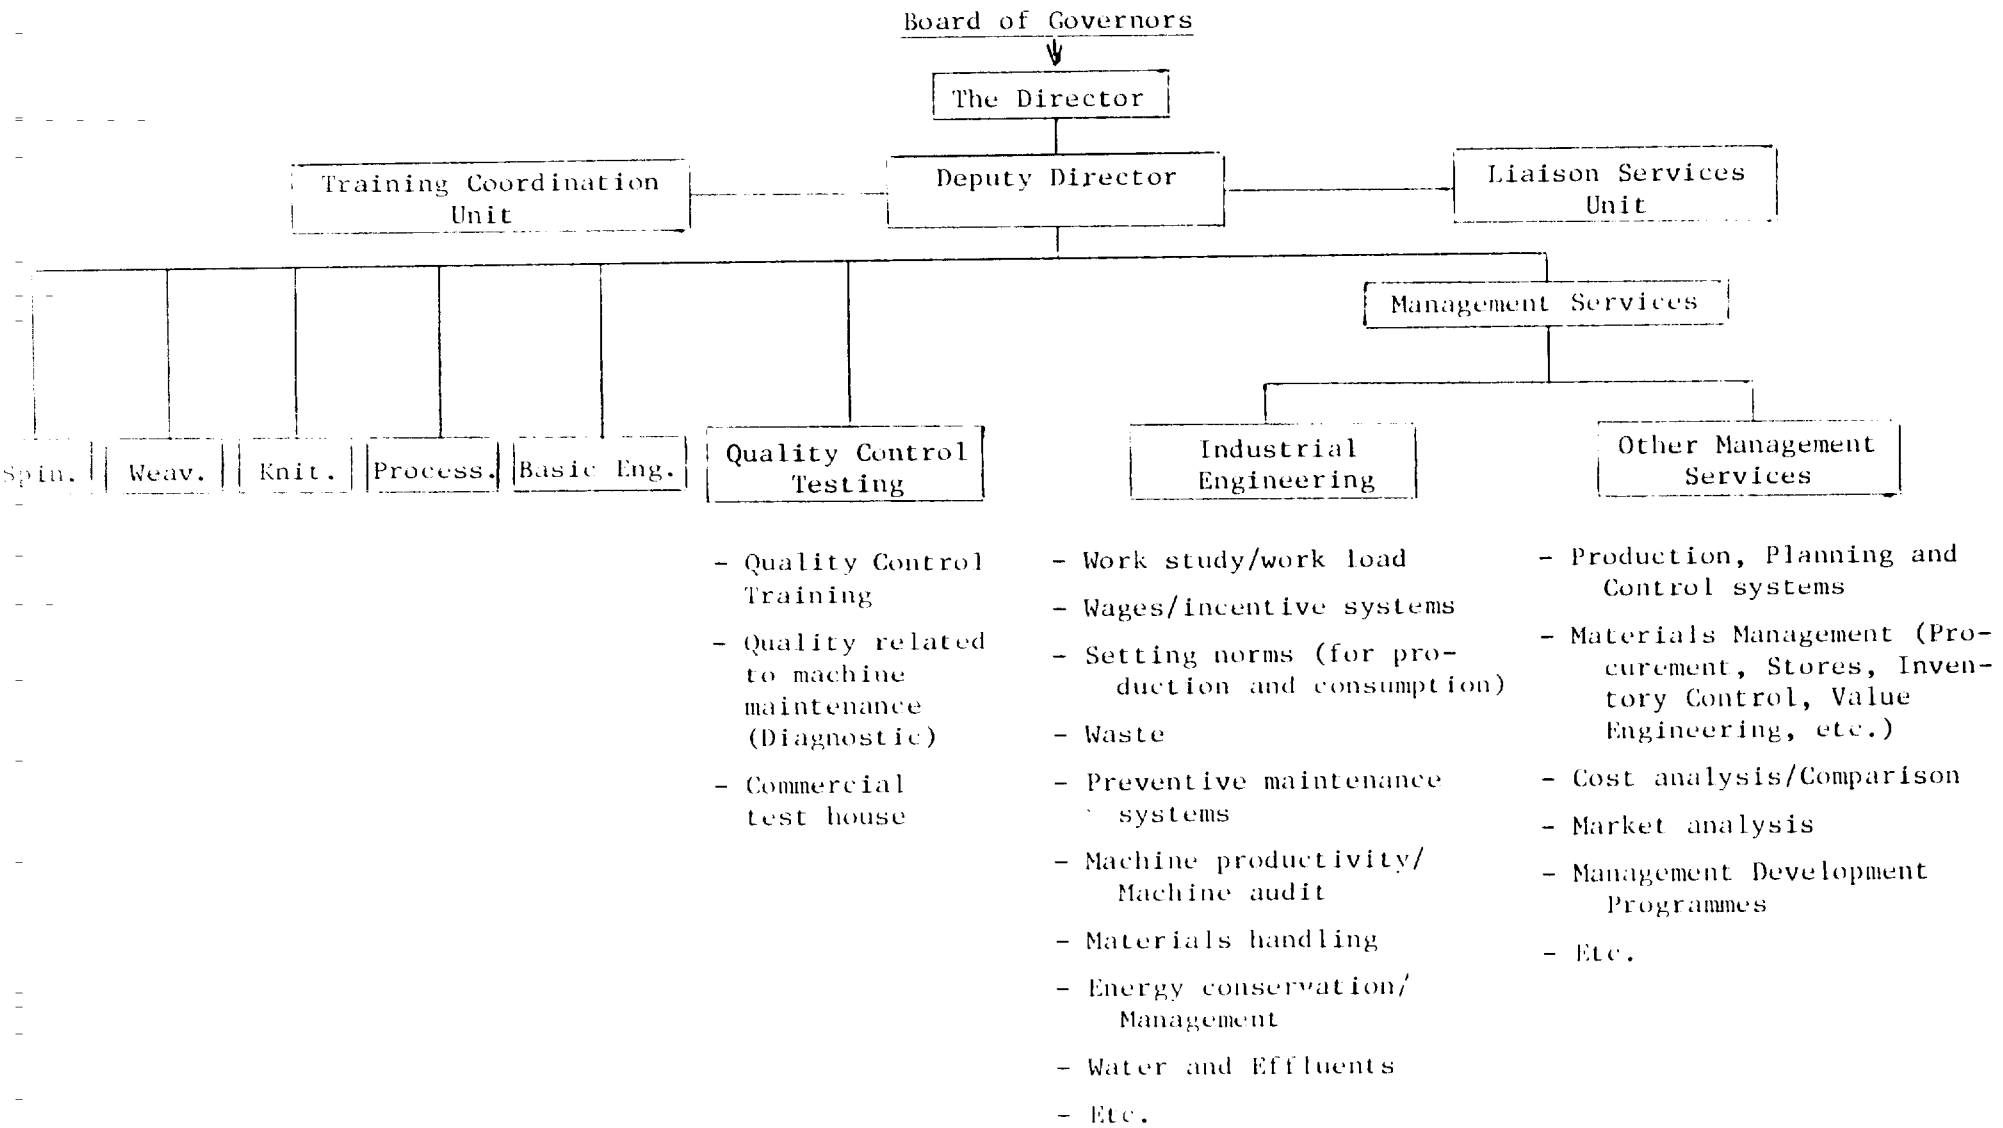 Board of Governors
The Director
Training Coordination
Unit
Deputy Director
Liaison Services
Unit
Management Services
Spin.
Weav.
Knit.
Process.
Basic Eng.
Quality Control
Testing
Industrial
Engineering
Other Management
Services
- Quality Control
Training
- Quality related
to machine
maintenance
(Diagnostic)
- Commercial
test house
- Work study/work load
- Wages/incentive systems
- Setting norms (for pro-
duction and consumption)
- Waste
- Preventive maintenance
systems
- Machine productivity/
Machine audit
- Materials handling
- Energy conservation/
Management
- Water and Effluents
- Etc.
- Production, Planning and
Control systems
- Materials Management (Pro-
curement, Stores, Inven-
tory Control, Value
Engineering, etc.)
- Cost analysis/Comparison
- Market analysis
- Management Development
Programmes
- Etc.